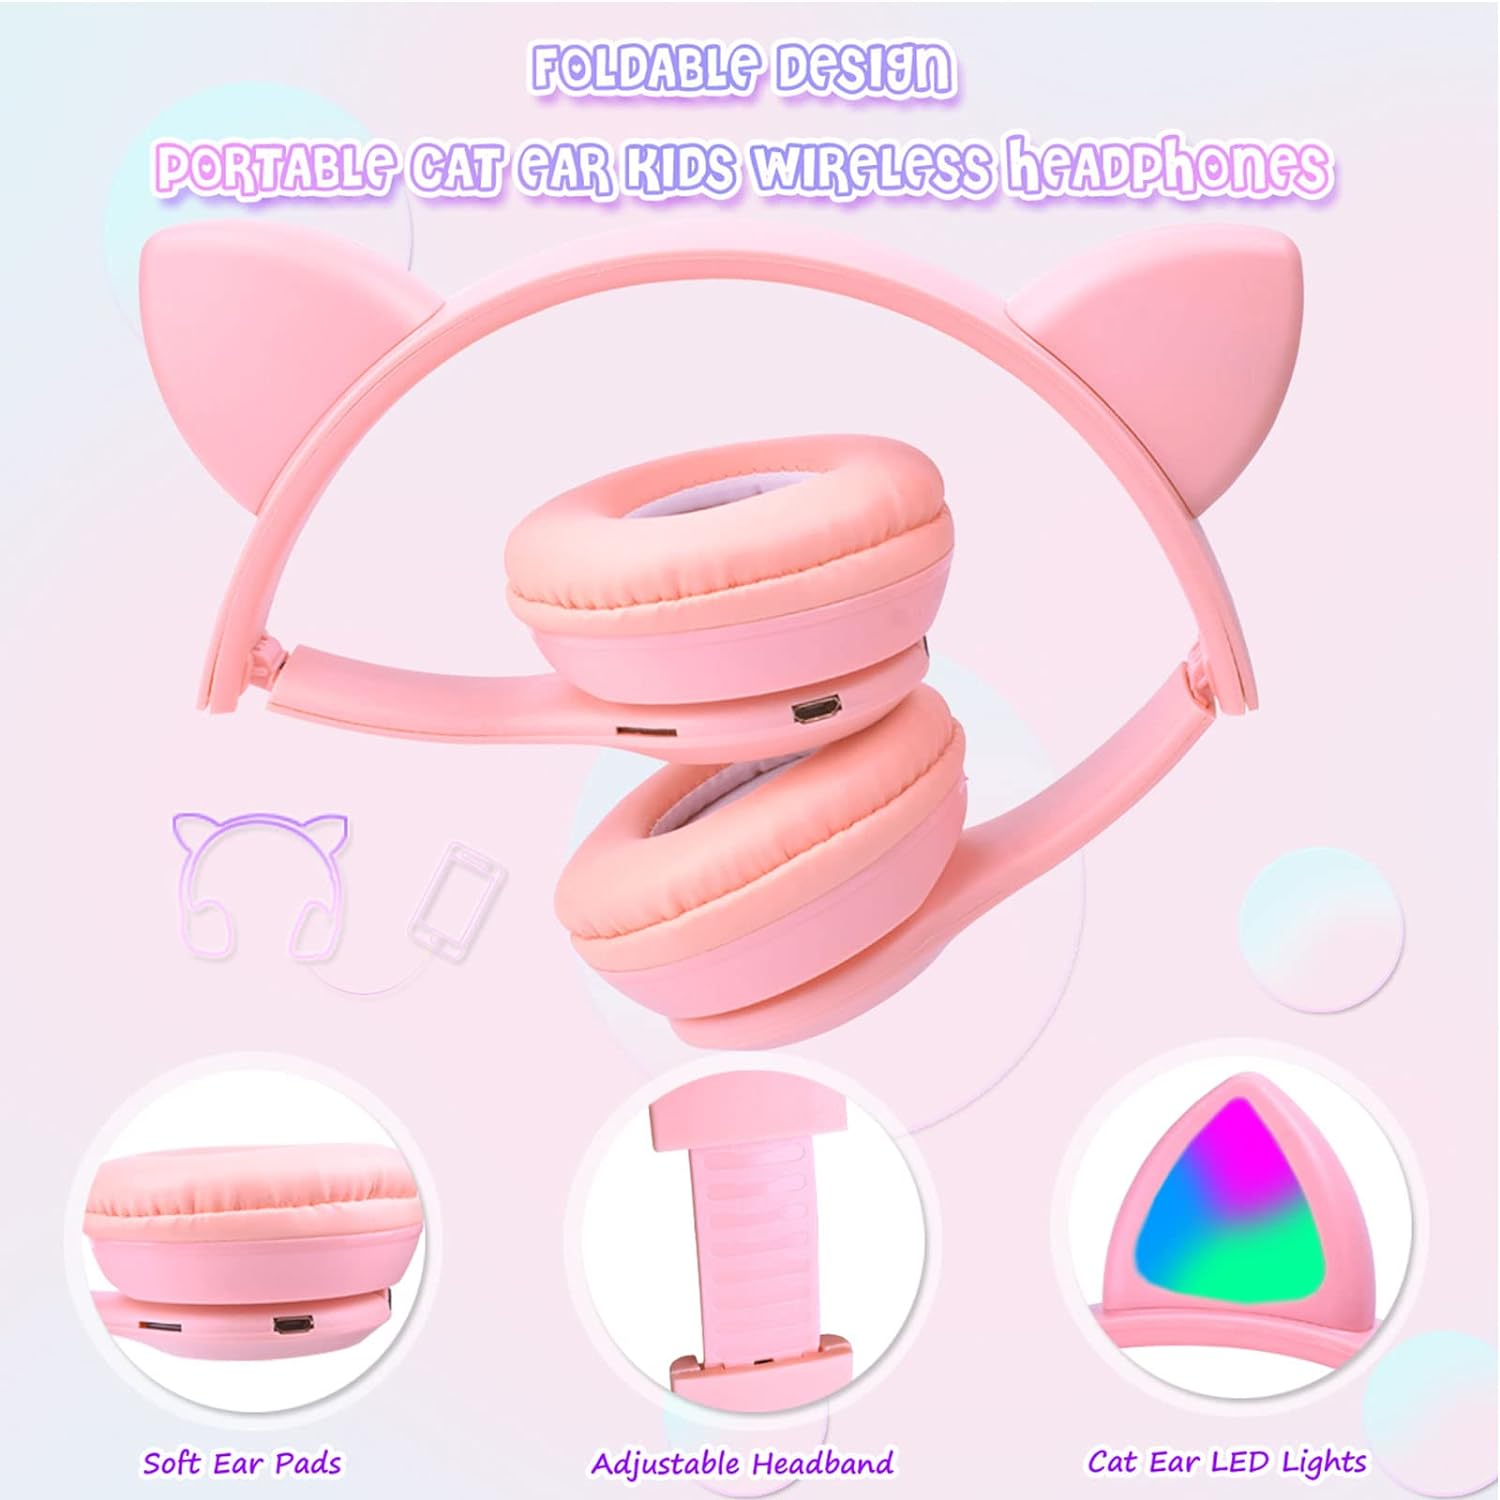 FOLDABLE DESIGN
PORTABLE CAT EAR KIDS WIRELESS HEADPHONES
Soft Ear Pads
Adjustable Headband
Cat Ear LED Lights